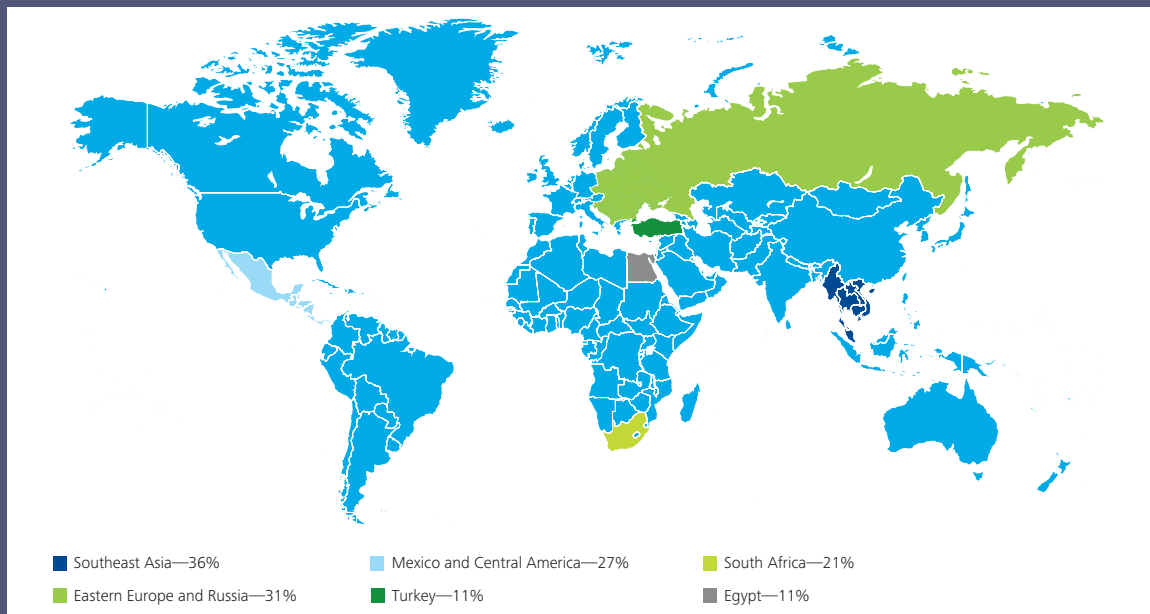 Southeast Asia—36%
Mexico and Central America—27%
South Africa—21%
Eastern Europe and Russia—31%
Turkey—11%
Egypt—11%